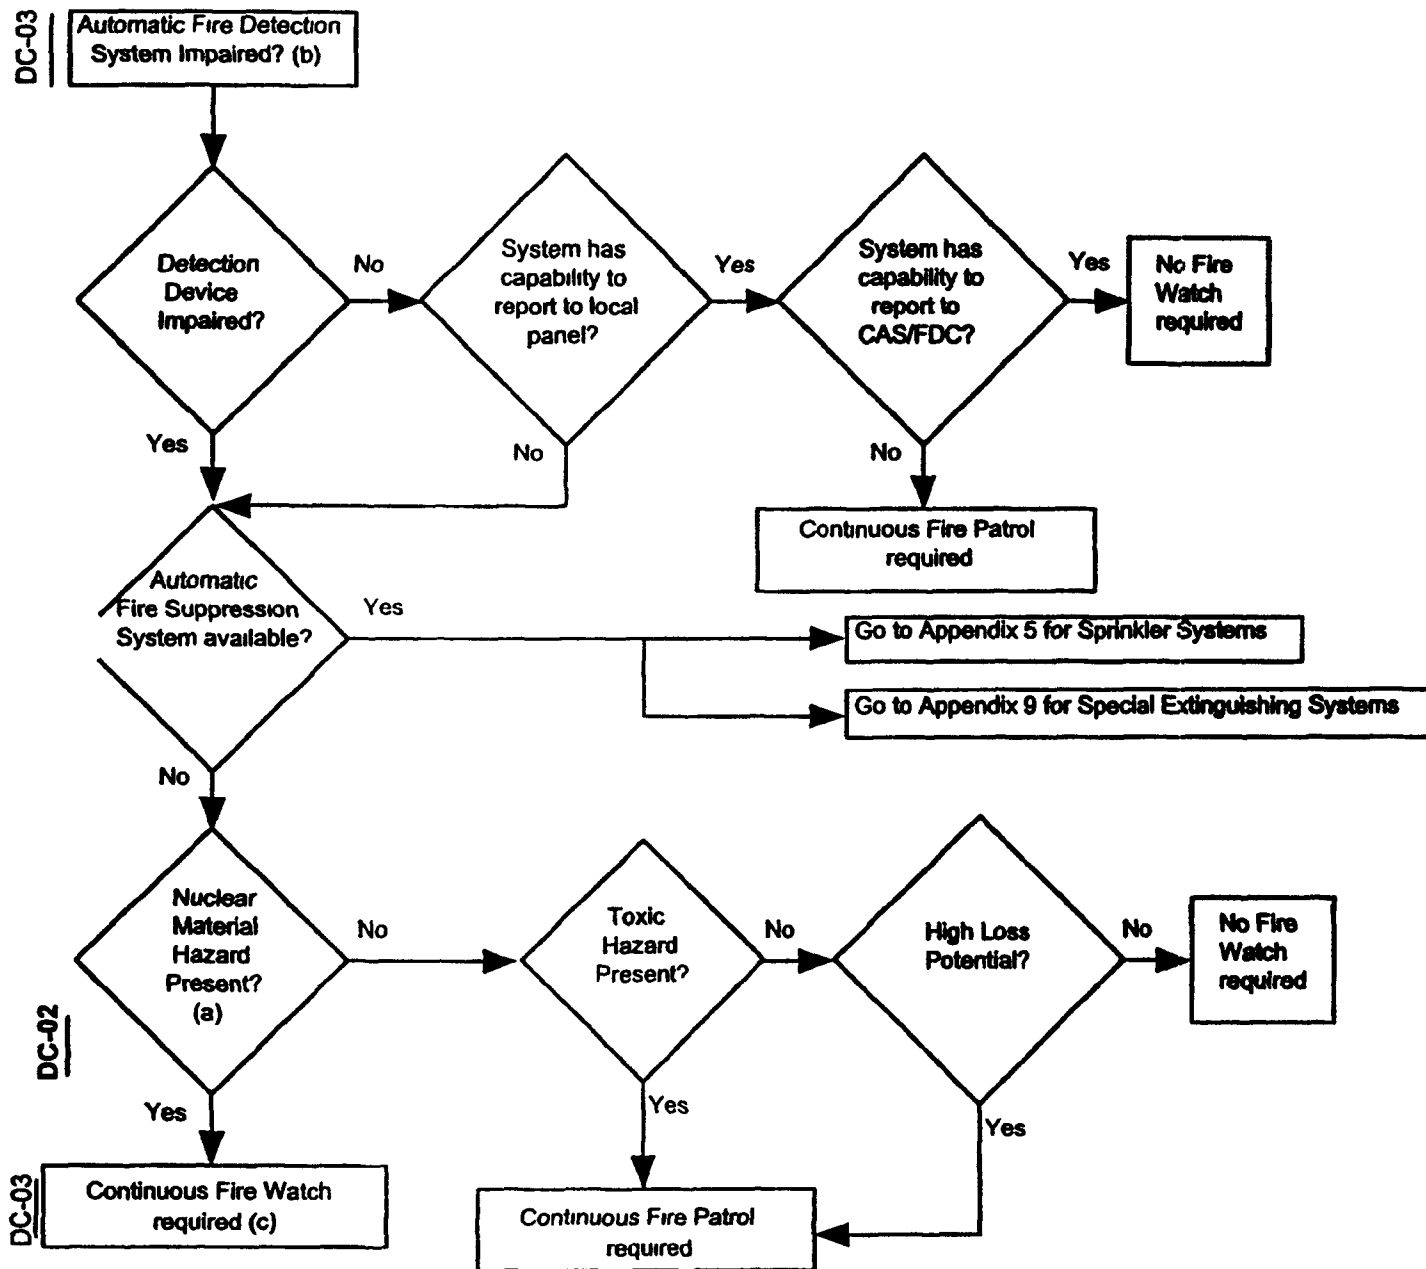 DC-03
Automatic Fire Detection
System Impaired? (b)
Detection
Device
Impaired?
No
System has
capability to
report to local
panel?
Yes
System has
capability to
report to
CAS/FDC?
Yes
No Fire
Watch
required
Yes
No
No
Continuous Fire Patrol
required
Automatic
Fire Suppression
System available?
Yes
Go to Appendix 5 for Sprinkler Systems
Go to Appendix 9 for Special Extinguishing Systems
No
Nuclear
Material
Hazard
Present?
(a)
No
Toxic
Hazard
Present?
No
High Loss
Potential?
No
No Fire
Watch
required
DC-02
Yes
Yes
Yes
DC-03
Continuous Fire Watch
required (c)
Continuous Fire Patrol
required